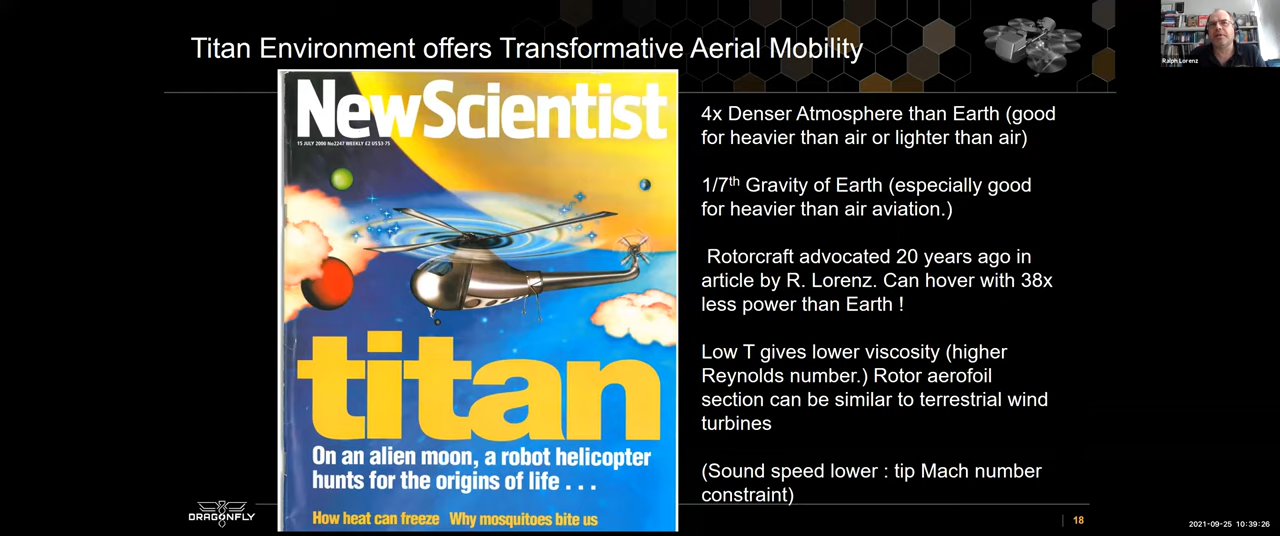 Titan Environment offers Transformative Aerial Mobility
Ralph Lorenz
NewScientist
15 JULY 2000 No2247 WEEKLY £2 US$3·75
titan
On an alien moon, a robot helicopter
hunts for the origins of life . . .
How heat can freeze Why mosquitoes bite us
4x Denser Atmosphere than Earth (good
for heavier than air or lighter than air)
1/7th Gravity of Earth (especially good
for heavier than air aviation.)
Rotorcraft advocated 20 years ago in
article by R. Lorenz. Can hover with 38x
less power than Earth !
Low T gives lower viscosity (higher
Reynolds number.) Rotor aerofoil
section can be similar to terrestrial wind
turbines
(Sound speed lower : tip Mach number
constraint)
DRAGONFLY
18
2021-09-25 10:39:26